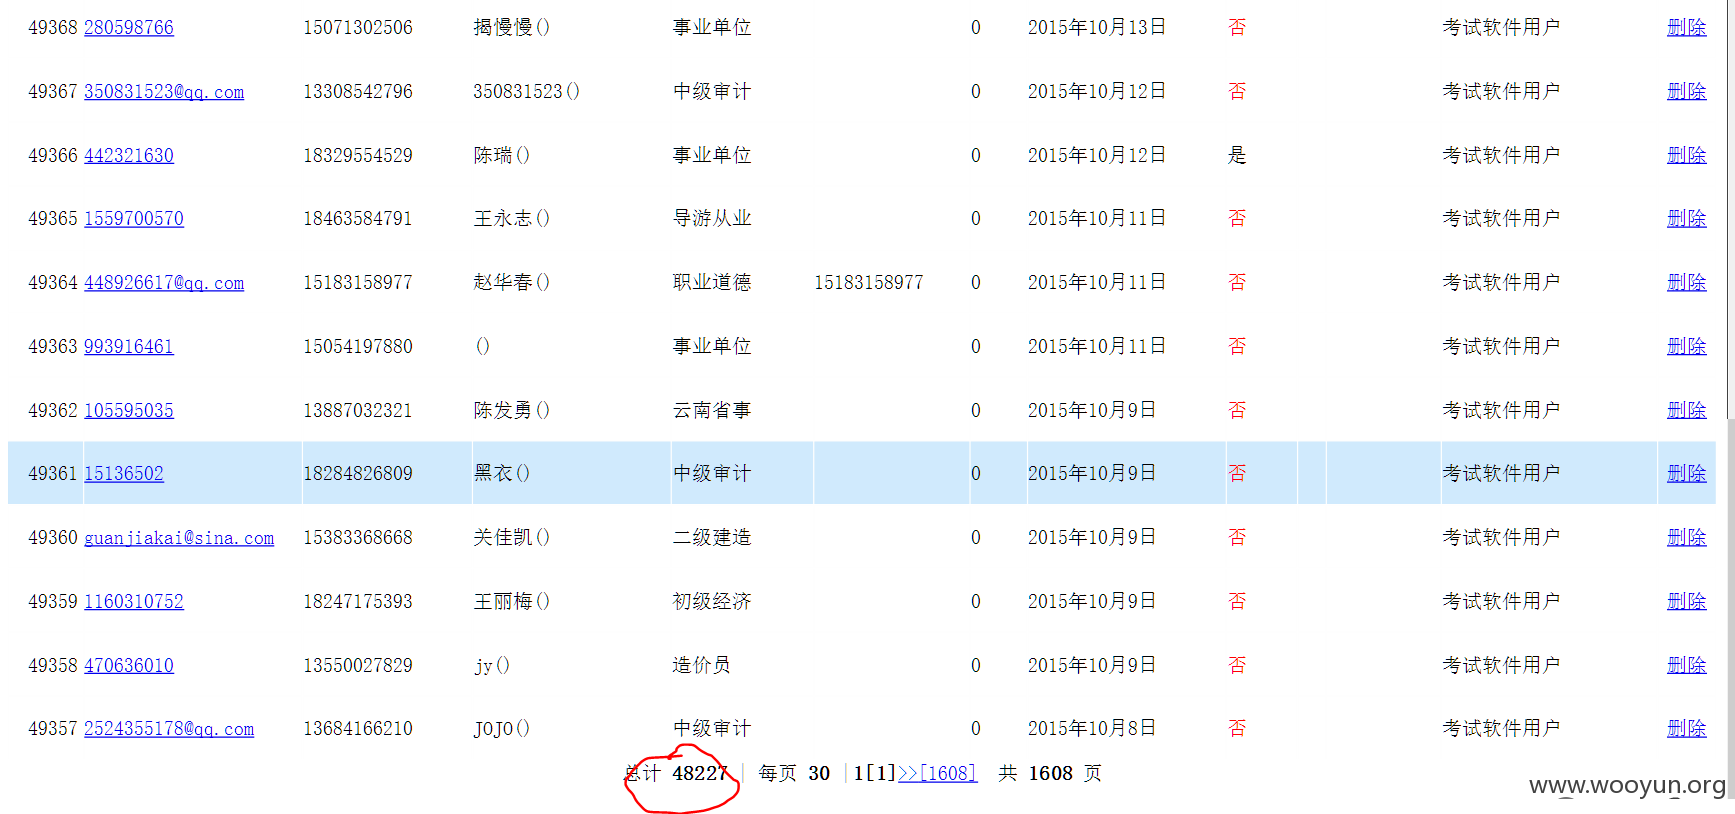 49368 280598766 15071302506 揭慢慢() 事业单位 0 2015年10月13日 否 考试软件用户 删除
49367 350831523@qq.com 13308542796 350831523() 中级审计 0 2015年10月12日 否 考试软件用户 删除
49366 442321630 18329554529 陈瑞() 事业单位 0 2015年10月12日 是 考试软件用户 删除
49365 1559700570 18463584791 王永志() 导游从业 0 2015年10月11日 否 考试软件用户 删除
49364 448926617@qq.com 15183158977 赵华春() 职业道德 15183158977 0 2015年10月11日 否 考试软件用户 删除
49363 993916461 15054197880 () 事业单位 0 2015年10月11日 否 考试软件用户 删除
49362 105595035 13887032321 陈发勇() 云南省事 0 2015年10月9日 否 考试软件用户 删除
49361 15136502 18284826809 黑衣() 中级审计 0 2015年10月9日 否 考试软件用户 删除
49360 guanjiakai@sina.com 15383368668 关佳凯() 二级建造 0 2015年10月9日 否 考试软件用户 删除
49359 1160310752 18247175393 王丽梅() 初级经济 0 2015年10月9日 否 考试软件用户 删除
49358 470636010 13550027829 jy() 造价员 0 2015年10月9日 否 考试软件用户 删除
49357 2524355178@qq.com 13684166210 JOJO() 中级审计 0 2015年10月8日 否 考试软件用户 删除
总计 48227 | 每页 30 |1[1]>>[1608] 共 1608 页
www.wooyun.org